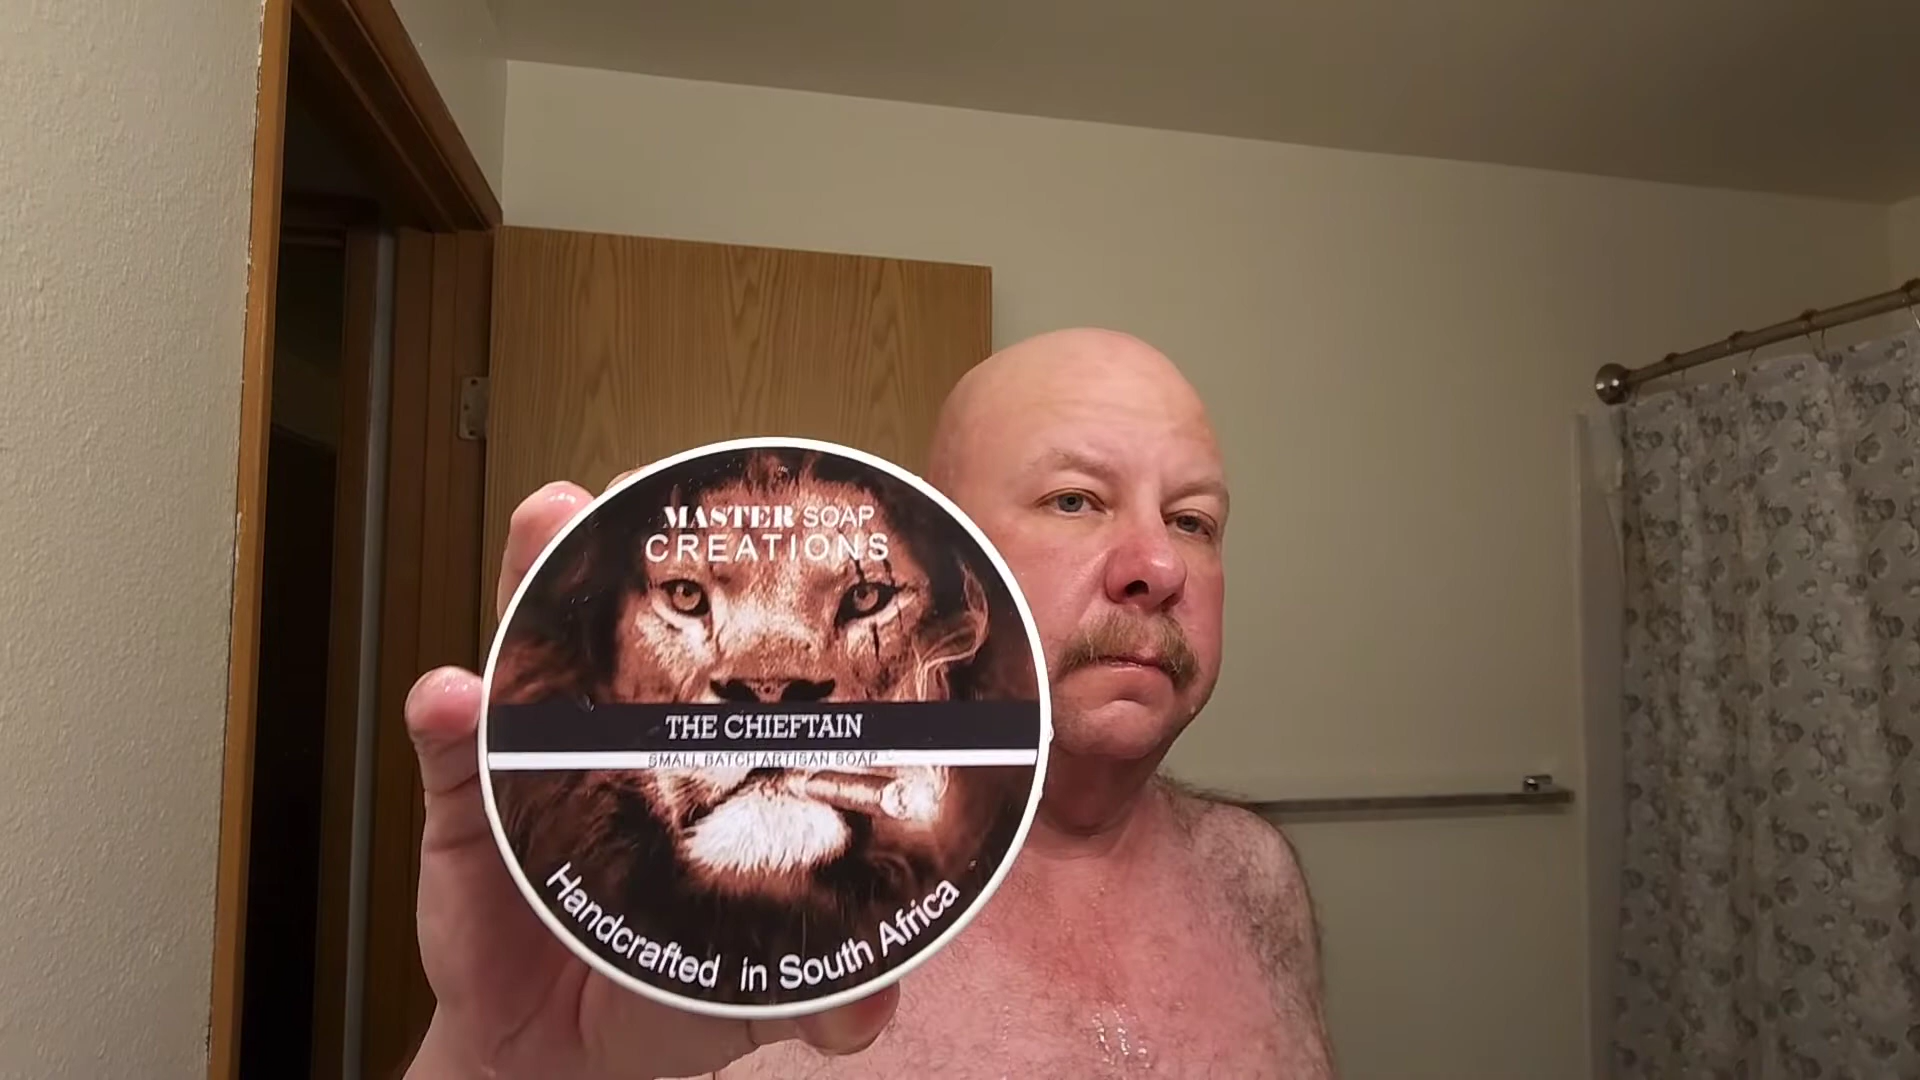 MASTER SOAP
CREATIONS
THE CHIEFTAIN
SMALL BATCH ARTISAN SOAP
Handcrafted in South Africa